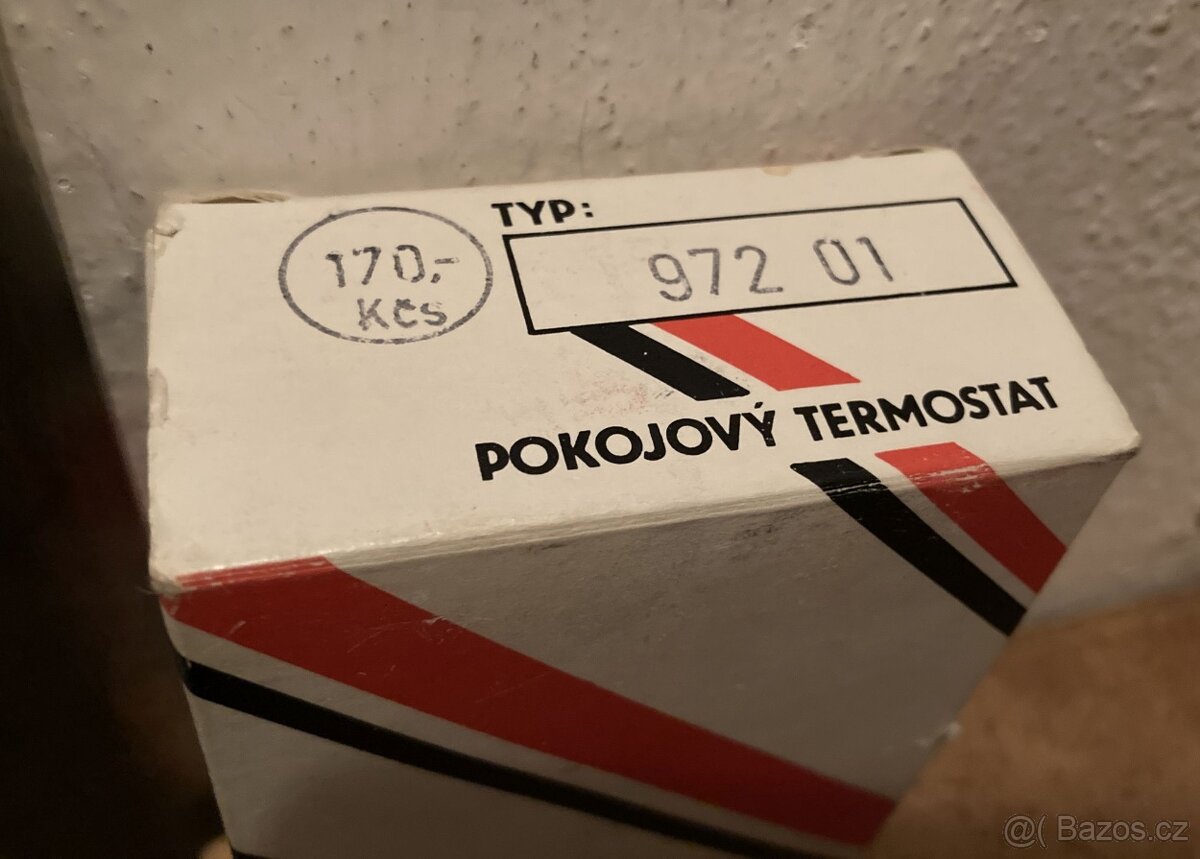 170,-
Kčs
TYP:
972 01
POKOJOVÝ TERMOSTAT
@( Bazos.cz